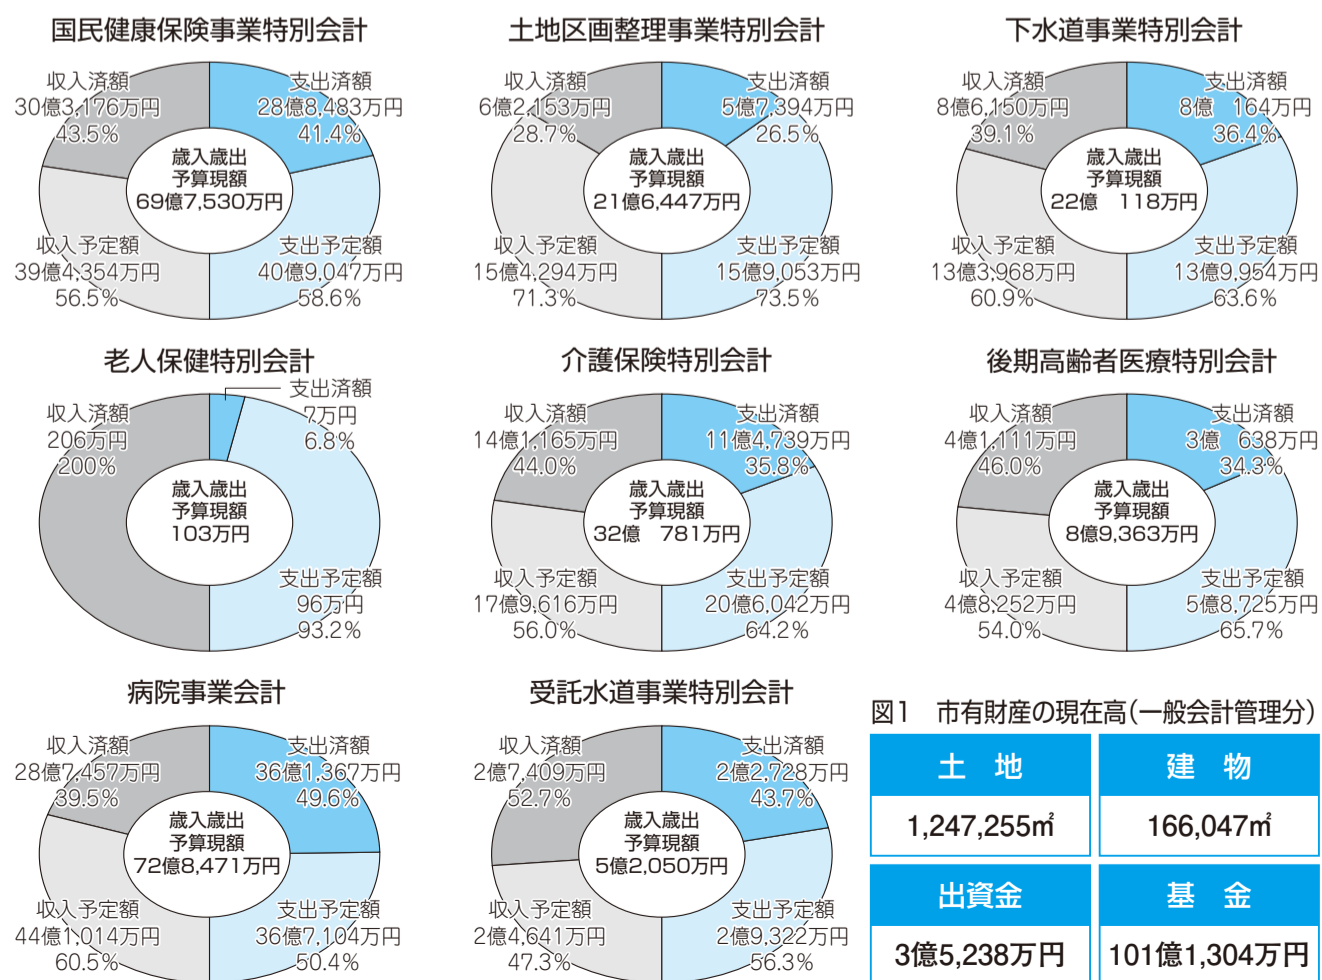 国民健康保険事業特別会計
収入済額
30億3,176万円
43.5%
支出済額
28億8,483万円
41.4%
歳入歳出
予算現額
69億7,530万円
収入予定額
39億4,354万円
56.5%
支出予定額
40億9,047万円
58.6%
土地区画整理事業特別会計
収入済額
6億2,153万円
28.7%
支出済額
5億7,394万円
26.5%
歳入歳出
予算現額
21億6,447万円
収入予定額
15億4,294万円
71.3%
支出予定額
15億9,053万円
73.5%
下水道事業特別会計
収入済額
8億6,150万円
39.1%
支出済額
8億　164万円
36.4%
歳入歳出
予算現額
22億　118万円
収入予定額
13億3,968万円
60.9%
支出予定額
13億9,954万円
63.6%
老人保健特別会計
収入済額
206万円
200%
支出済額
7万円
6.8%
歳入歳出
予算現額
103万円
支出予定額
96万円
93.2%
介護保険特別会計
収入済額
14億1,165万円
44.0%
支出済額
11億4,739万円
35.8%
歳入歳出
予算現額
32億　781万円
収入予定額
17億9,616万円
56.0%
支出予定額
20億6,042万円
64.2%
後期高齢者医療特別会計
収入済額
4億1,111万円
46.0%
支出済額
3億　638万円
34.3%
歳入歳出
予算現額
8億9,363万円
収入予定額
4億8,252万円
54.0%
支出予定額
5億8,725万円
65.7%
病院事業会計
収入済額
28億7,457万円
39.5%
支出済額
36億1,367万円
49.6%
歳入歳出
予算現額
72億8,471万円
収入予定額
44億1,014万円
60.5%
支出予定額
36億7,104万円
50.4%
受託水道事業特別会計
収入済額
2億7,409万円
52.7%
支出済額
2億2,728万円
43.7%
歳入歳出
予算現額
5億2,050万円
収入予定額
2億4,641万円
47.3%
支出予定額
2億9,322万円
56.3%
図1　市有財産の現在高(一般会計管理分)
土　地
建　物
1,247,255㎡
166,047㎡
出資金
基　金
3億5,238万円
101億1,304万円